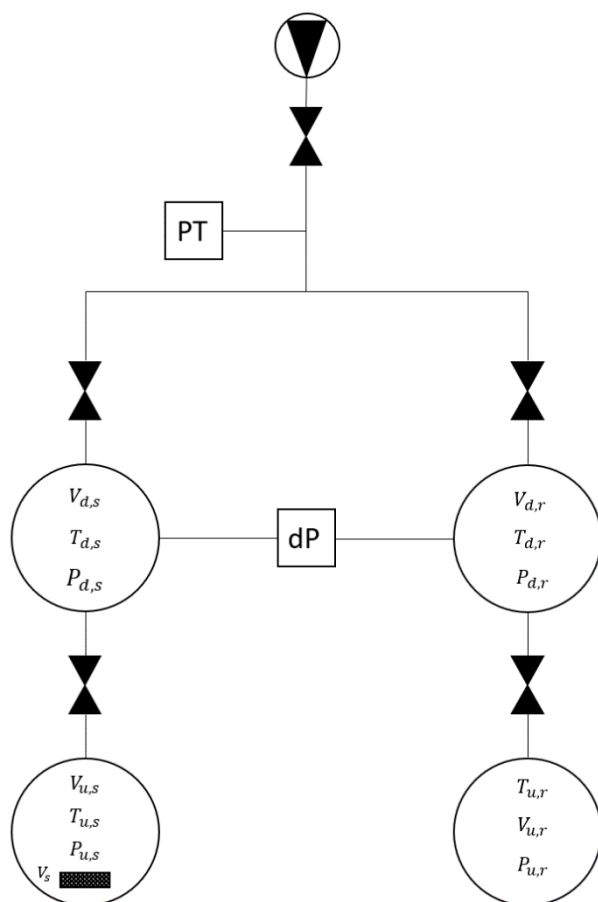 PT
V_{d,s}
T_{d,s}
P_{d,s}
dP
V_{d,r}
T_{d,r}
P_{d,r}
V_{u,s}
T_{u,s}
P_{u,s}
V_s
T_{u,r}
V_{u,r}
P_{u,r}